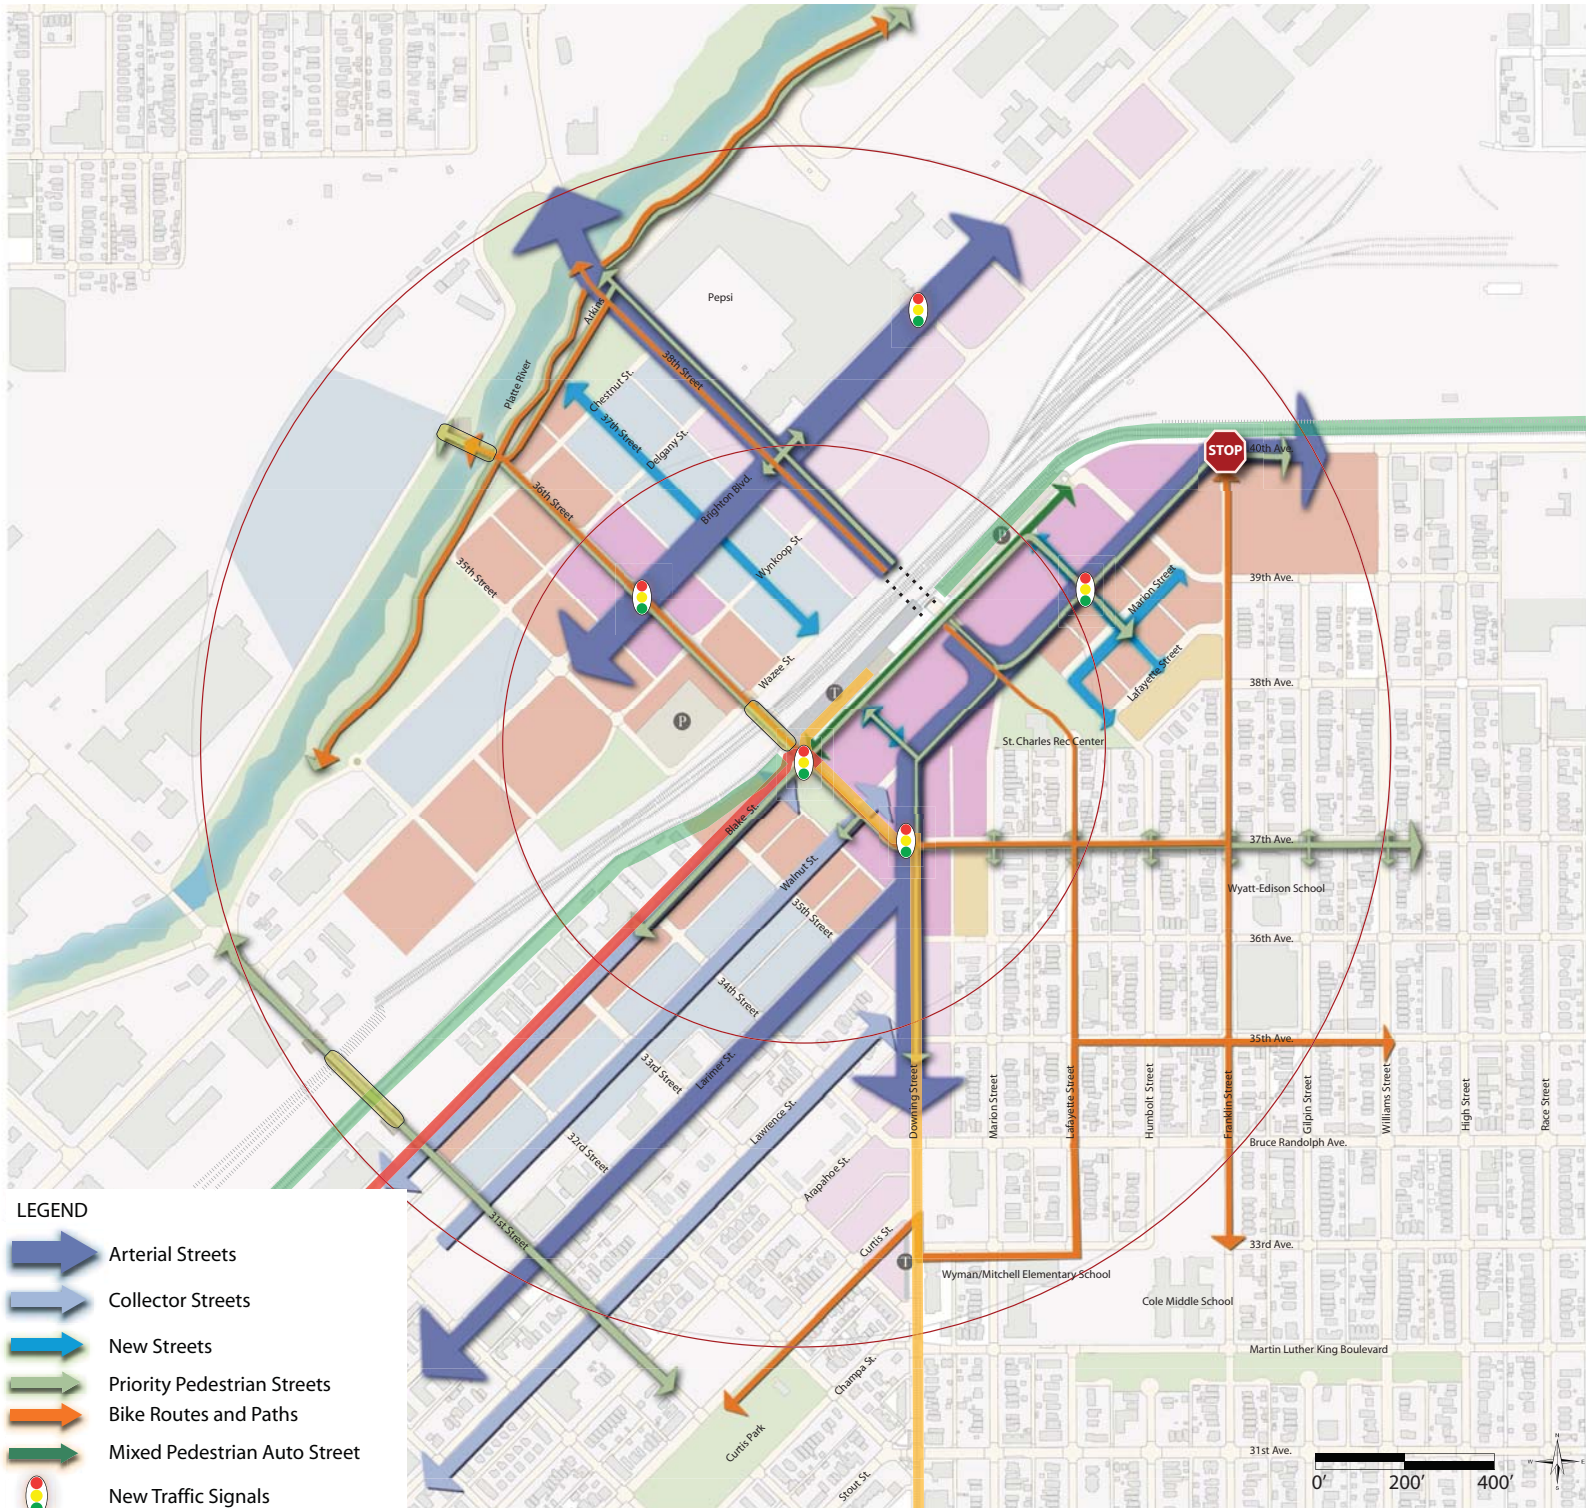 Pepsi
Arkins
38th Street
Platte River
Chestnut St.
37th Street
Delgany St.
STOP
40th Ave.
Brighton Blvd.
36th Street
P
Wynkoop St.
35th Street
39th Ave.
Marion Street
Lafayette Street
Wazee St.
38th Ave.
T
P
St. Charles Rec Center
Blake St.
37th Ave.
Walnut St.
Wyatt-Edison School
35th Street
36th Ave.
34th Street
35th Ave.
33rd Street
Larimer St.
Lawrence St.
Downing Street
Marion Street
Lafayette Street
Humbolt Street
Franklin Street
Gilpin Street
Williams Street
High Street
Race Street
32rd Street
Bruce Randolph Ave.
Arapahoe St.
31st Street
Curtis St.
33rd Ave.
T
Wyman/Mitchell Elementary School
Cole Middle School
Martin Luther King Boulevard
Champa St.
Curtis Park
31st Ave.
Stout St.
LEGEND
Arterial Streets
Collector Streets
New Streets
Priority Pedestrian Streets
Bike Routes and Paths
Mixed Pedestrian Auto Street
New Traffic Signals
0' 200' 400'
N
W E
S